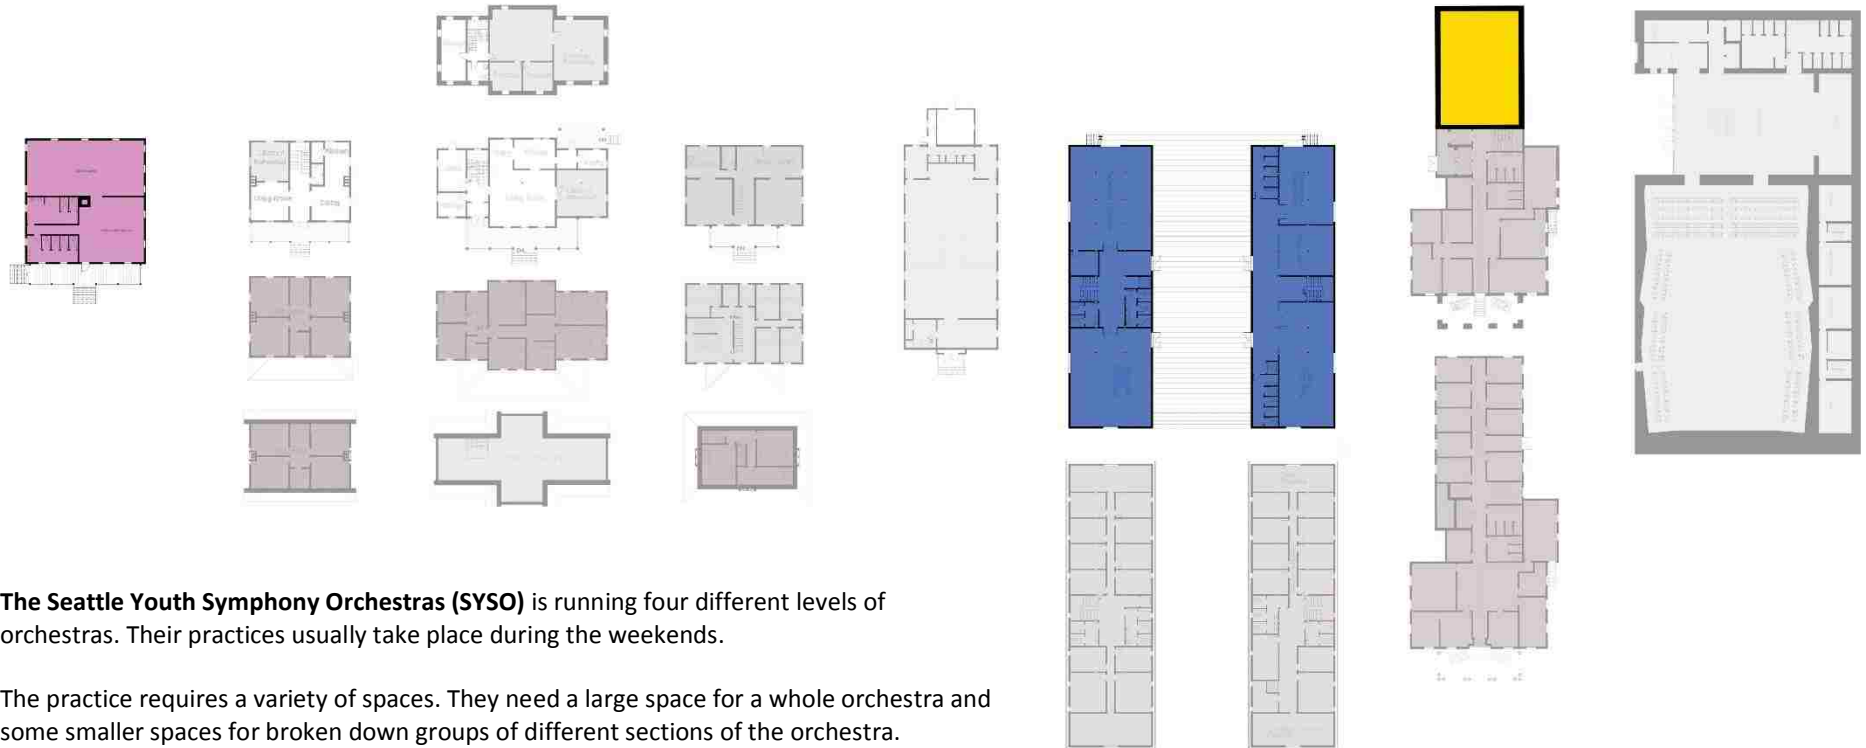 The Seattle Youth Symphony Orchestras (SYSO) is running four different levels of
orchestras. Their practices usually take place during the weekends.
The practice requires a variety of spaces. They need a large space for a whole orchestra and
some smaller spaces for broken down groups of different sections of the orchestra.